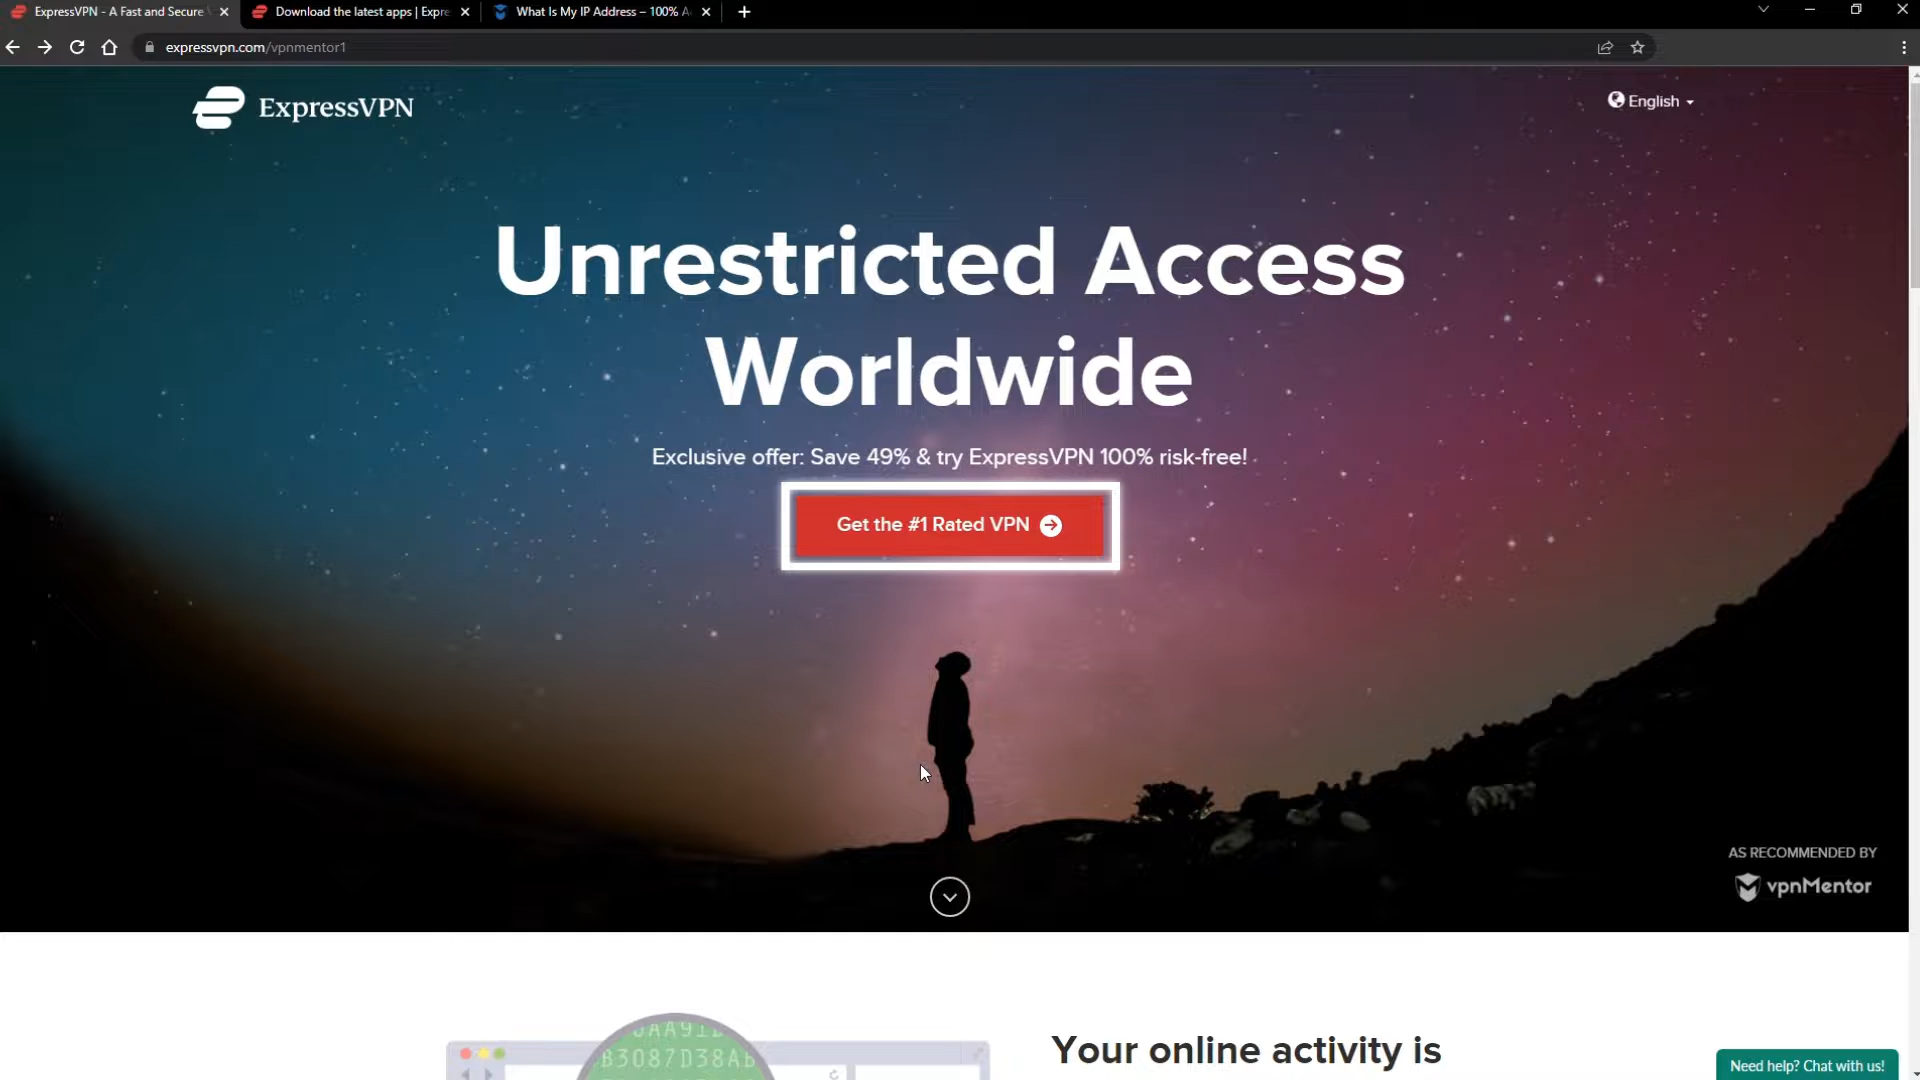 ExpressVPN - A Fast and Secure
Download the latest apps | Expre
What Is My IP Address – 100% A
expressvpn.com/vpnmentor1
ExpressVPN
English
Unrestricted Access
Worldwide
Exclusive offer: Save 49% & try ExpressVPN 100% risk-free!
Get the #1 Rated VPN
AS RECOMMENDED BY
vpnMentor
B3087D38AB
Your online activity is
Need help? Chat with us!